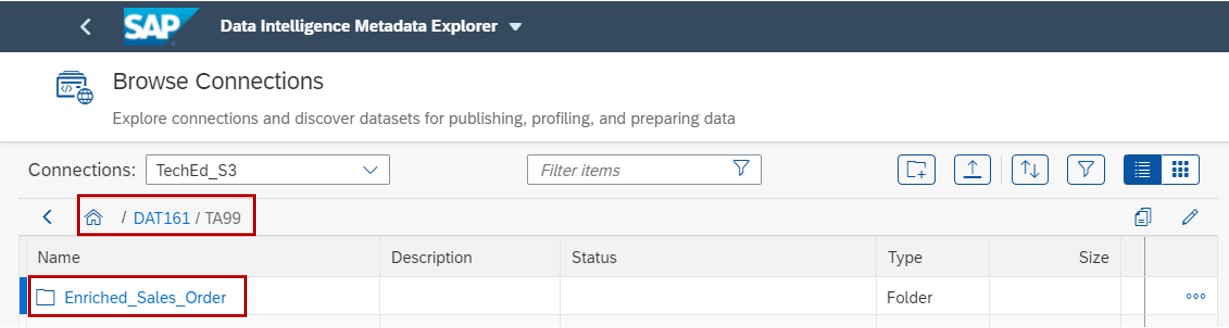 SAP Data Intelligence Metadata Explorer
Browse Connections
Explore connections and discover datasets for publishing, profiling, and preparing data
Connections: TechEd_S3 Filter items
/ DAT161 / TA99
Name Description Status Type Size
Enriched_Sales_Order Folder